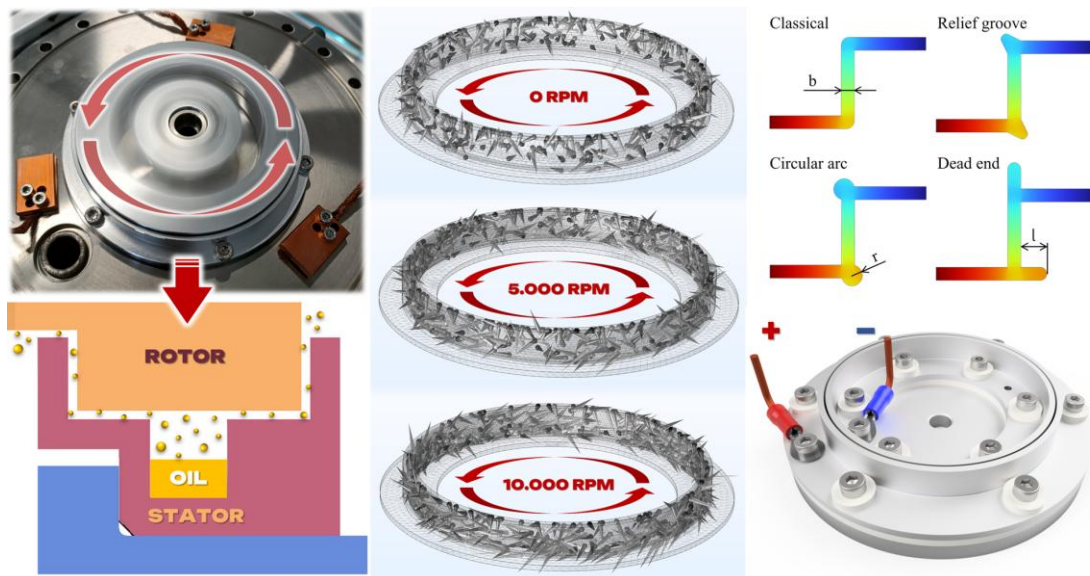 ROTOR
OIL
STATOR
0 RPM
5.000 RPM
10.000 RPM
Classical
Relief groove
b
Circular arc
Dead end
r
l
+
-